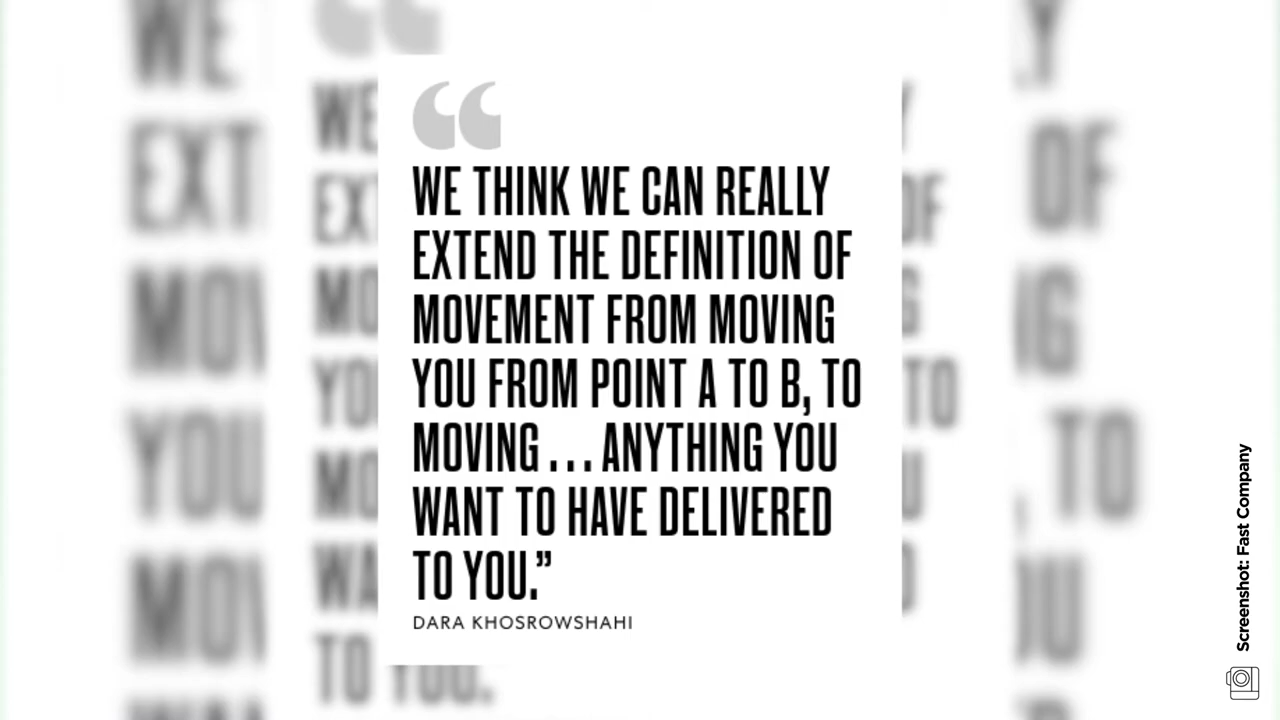 “
WE THINK WE CAN REALLY
EXTEND THE DEFINITION OF
MOVEMENT FROM MOVING
YOU FROM POINT A TO B, TO
MOVING . . . ANYTHING YOU
WANT TO HAVE DELIVERED
TO YOU.”
DARA KHOSROWSHAHI
Screenshot: Fast Company